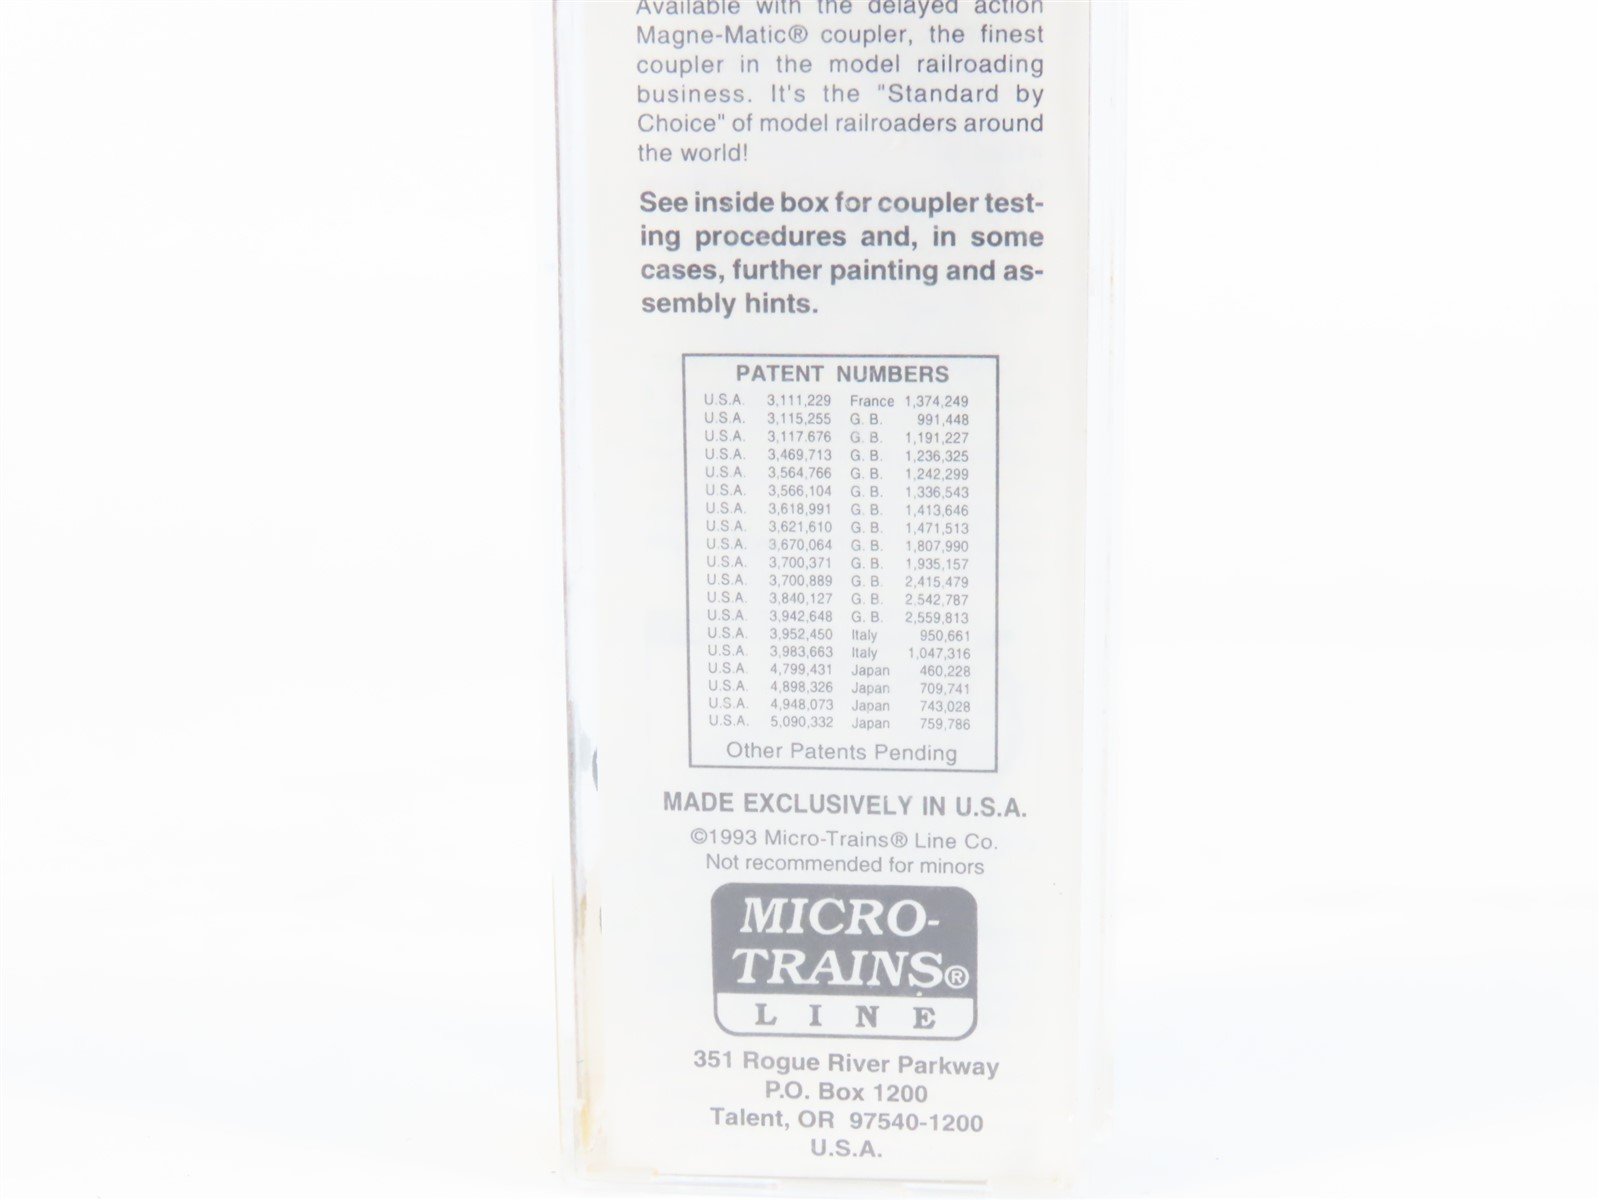 Available with the delayed action
Magne-Matic® coupler, the finest
coupler in the model railroading
business. It's the "Standard by
Choice" of model railroaders around
the world!
See inside box for coupler test-
ing procedures and, in some
cases, further painting and as-
sembly hints.
PATENT NUMBERS
U.S.A. 3,111,229 France 1,374,249
U.S.A. 3,115,255 G. B. 991,448
U.S.A. 3,117.676 G. B. 1,191,227
U.S.A. 3,469,713 G. B. 1,236,325
U.S.A. 3,564,766 G. B. 1,242,299
U.S.A. 3,566,104 G. B. 1,336,543
U.S.A. 3,618,991 G. B. 1,413,646
U.S.A. 3,621,610 G. B. 1,471,513
U.S.A. 3,670,064 G. B. 1,807,990
U.S.A. 3,700,371 G. B. 1,935,157
U.S.A. 3,700,889 G. B. 2,415,479
U.S.A. 3,840,127 G. B. 2,542,787
U.S.A. 3,942,648 G. B. 2,559,813
U.S.A. 3,952,450 Italy 950,661
U.S.A. 3,983,663 Italy 1,047,316
U.S.A. 4,799,431 Japan 460,228
U.S.A. 4,898,326 Japan 709,741
U.S.A. 4,948,073 Japan 743,028
U.S.A. 5,090,332 Japan 759,786
Other Patents Pending
MADE EXCLUSIVELY IN U.S.A.
©1993 Micro-Trains® Line Co.
Not recommended for minors
MICRO-
TRAINS®
LINE
351 Rogue River Parkway
P.O. Box 1200
Talent, OR 97540-1200
U.S.A.